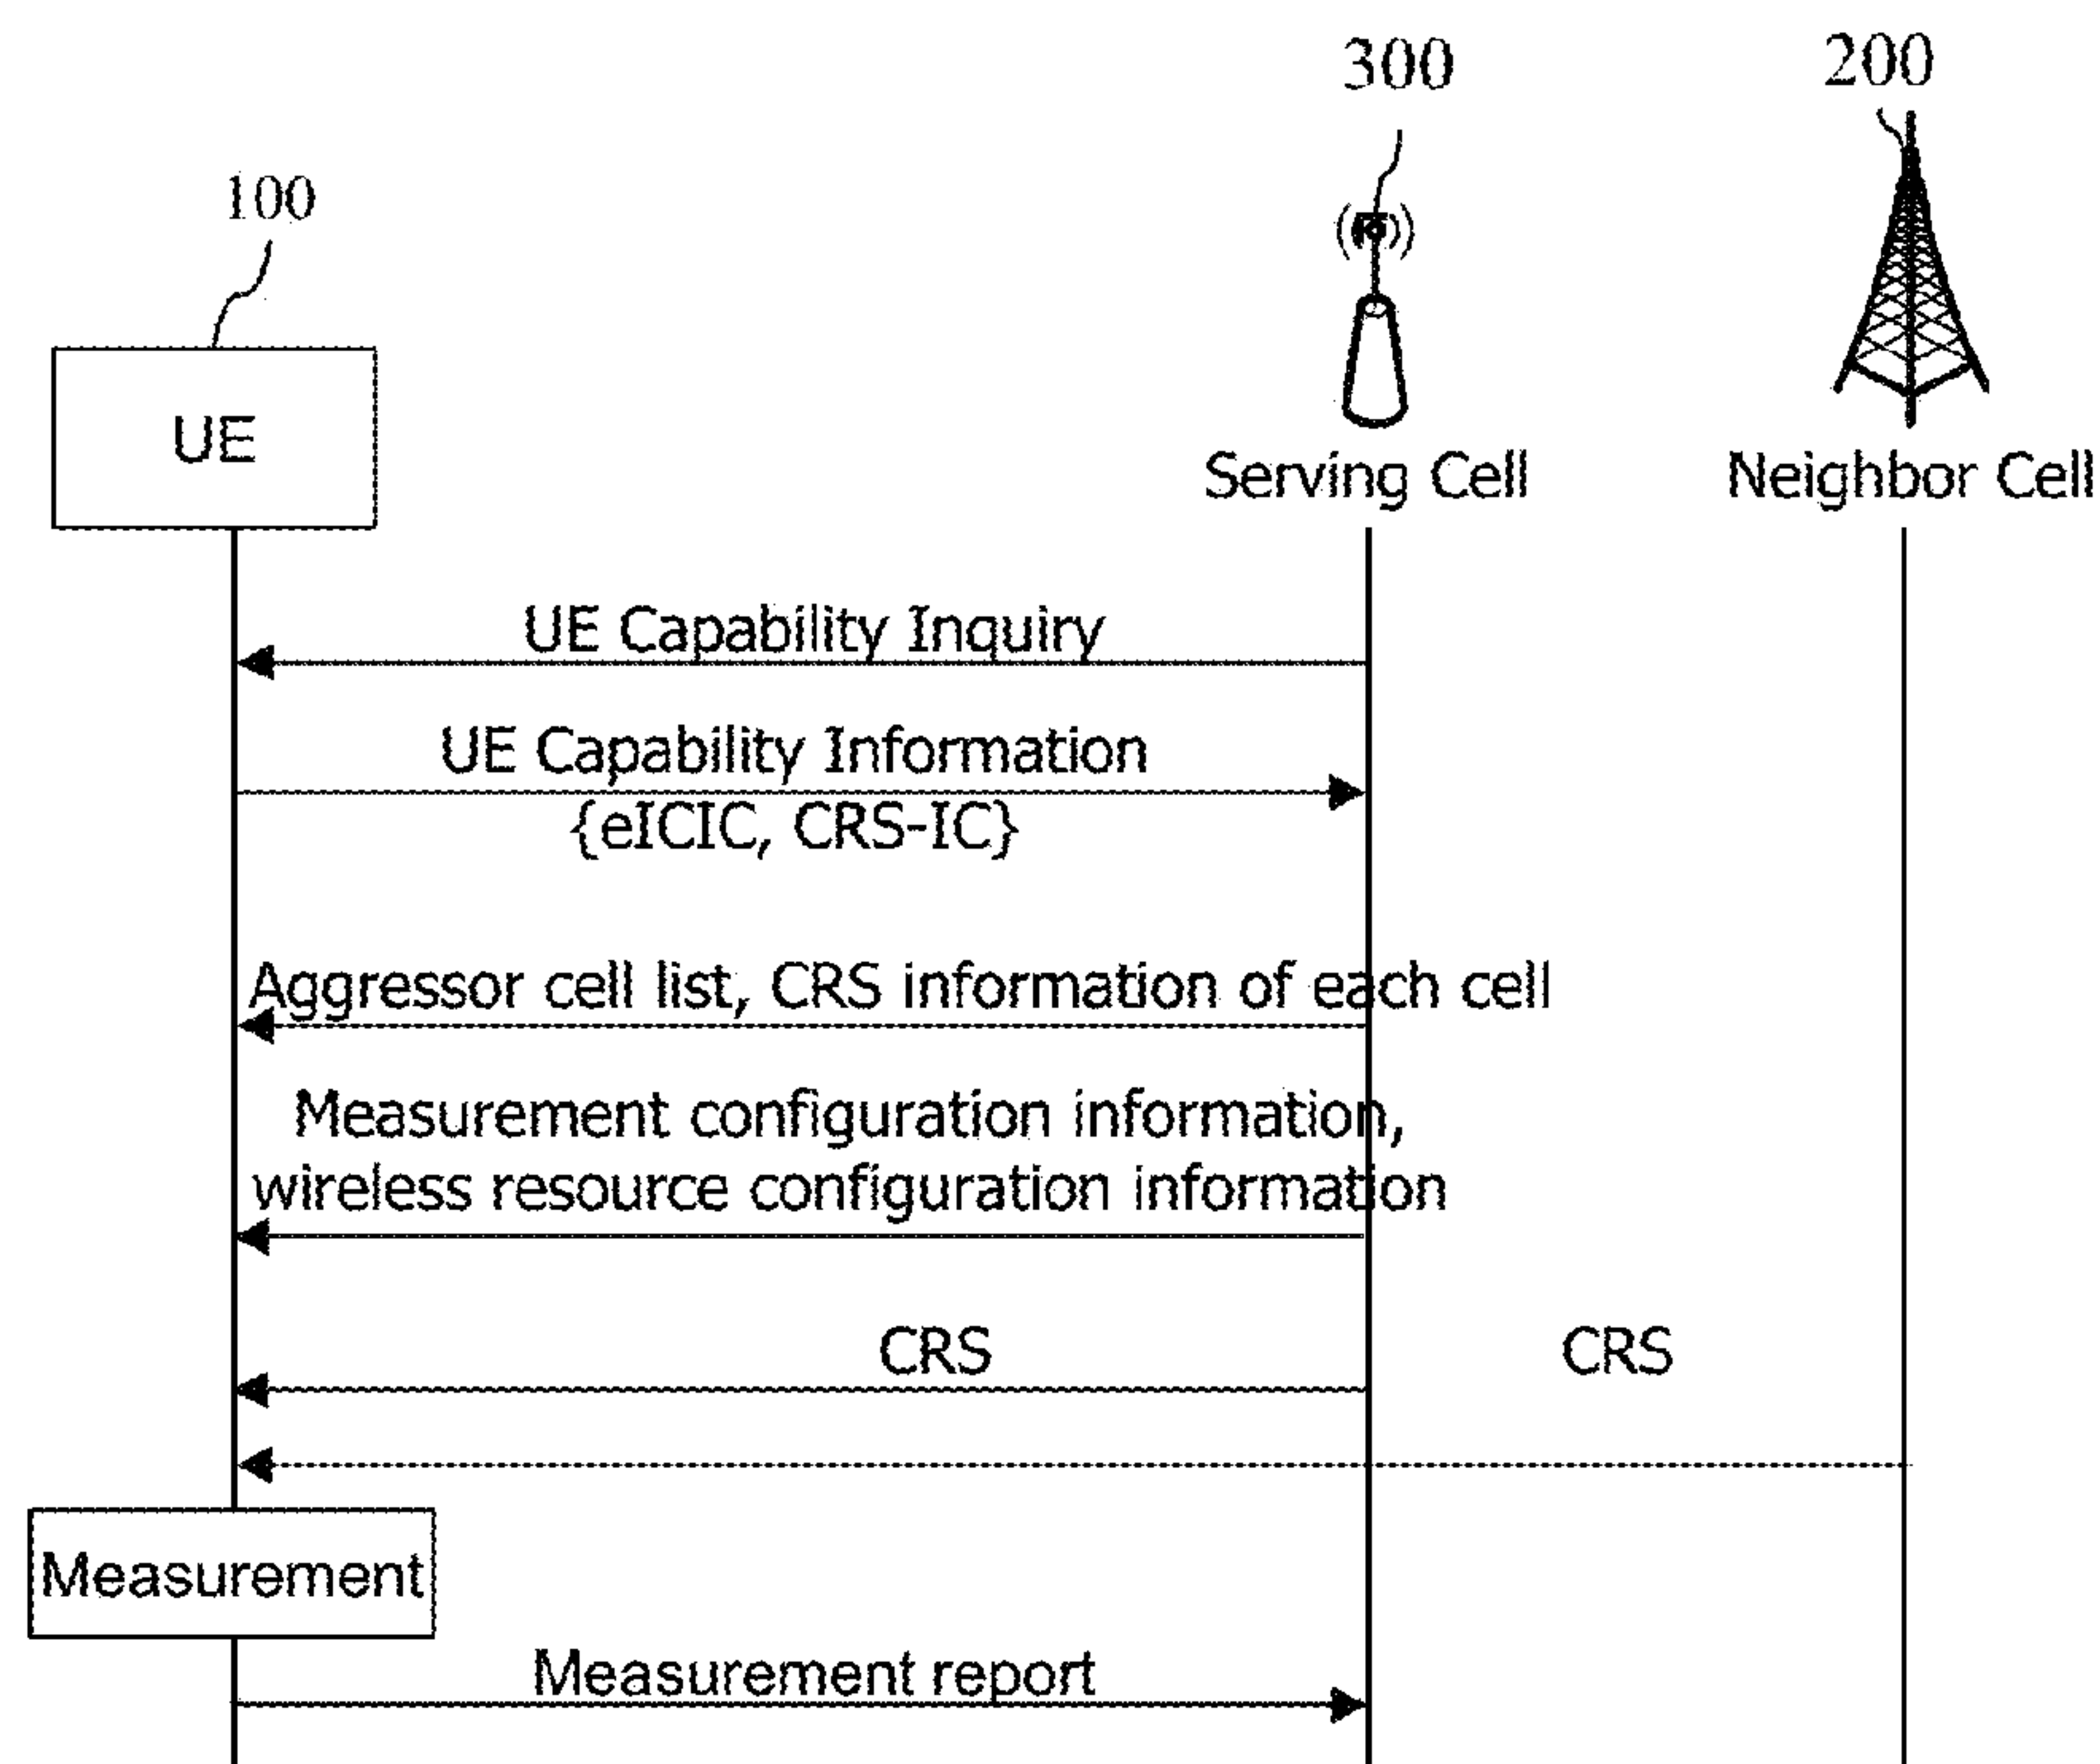 300
200
100
UE
Serving Cell
Neighbor Cell
UE Capability Inquiry
UE Capability Information
{eICIC, CRS-IC}
Aggressor cell list, CRS information of each cell
Measurement configuration information,
wireless resource configuration information
CRS
CRS
Measurement
Measurement report